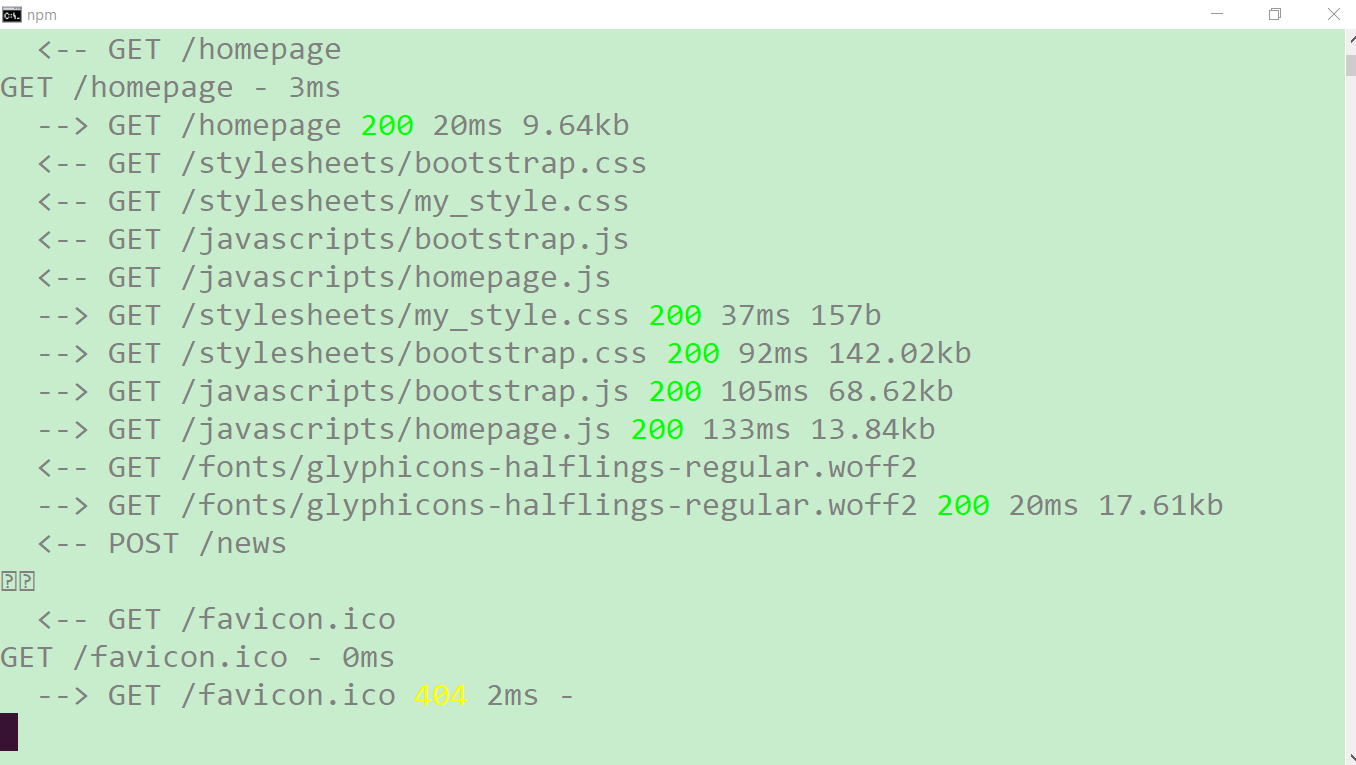 npm
<-- GET /homepage
GET /homepage - 3ms
--> GET /homepage 200 20ms 9.64kb
<-- GET /stylesheets/bootstrap.css
<-- GET /stylesheets/my_style.css
<-- GET /javascripts/bootstrap.js
<-- GET /javascripts/homepage.js
--> GET /stylesheets/my_style.css 200 37ms 157b
--> GET /stylesheets/bootstrap.css 200 92ms 142.02kb
--> GET /javascripts/bootstrap.js 200 105ms 68.62kb
--> GET /javascripts/homepage.js 200 133ms 13.84kb
<-- GET /fonts/glyphicons-halflings-regular.woff2
--> GET /fonts/glyphicons-halflings-regular.woff2 200 20ms 17.61kb
<-- POST /news
<-- GET /favicon.ico
GET /favicon.ico - 0ms
--> GET /favicon.ico 404 2ms -